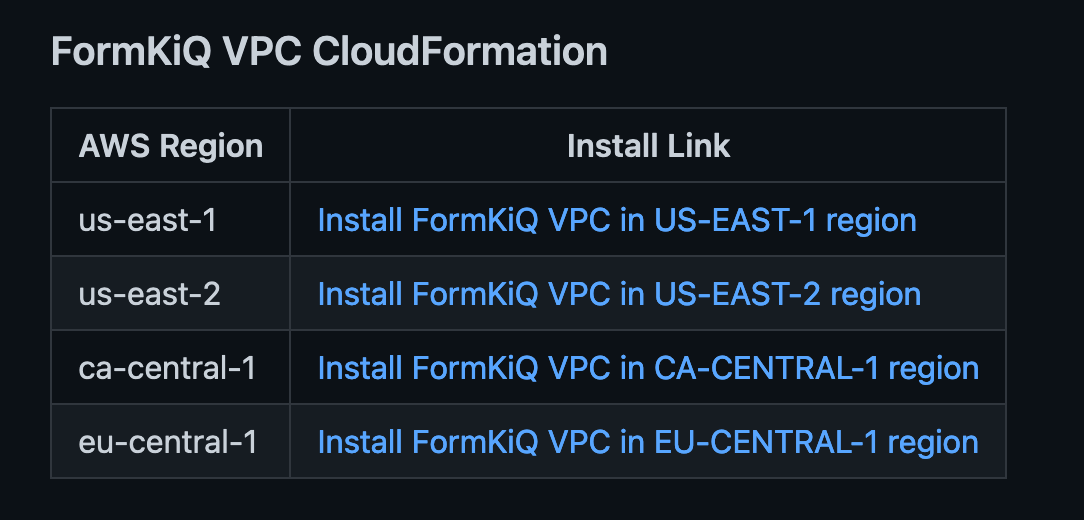 FormKiQ VPC CloudFormation
AWS Region Install Link
us-east-1 Install FormKiQ VPC in US-EAST-1 region
us-east-2 Install FormKiQ VPC in US-EAST-2 region
ca-central-1 Install FormKiQ VPC in CA-CENTRAL-1 region
eu-central-1 Install FormKiQ VPC in EU-CENTRAL-1 region